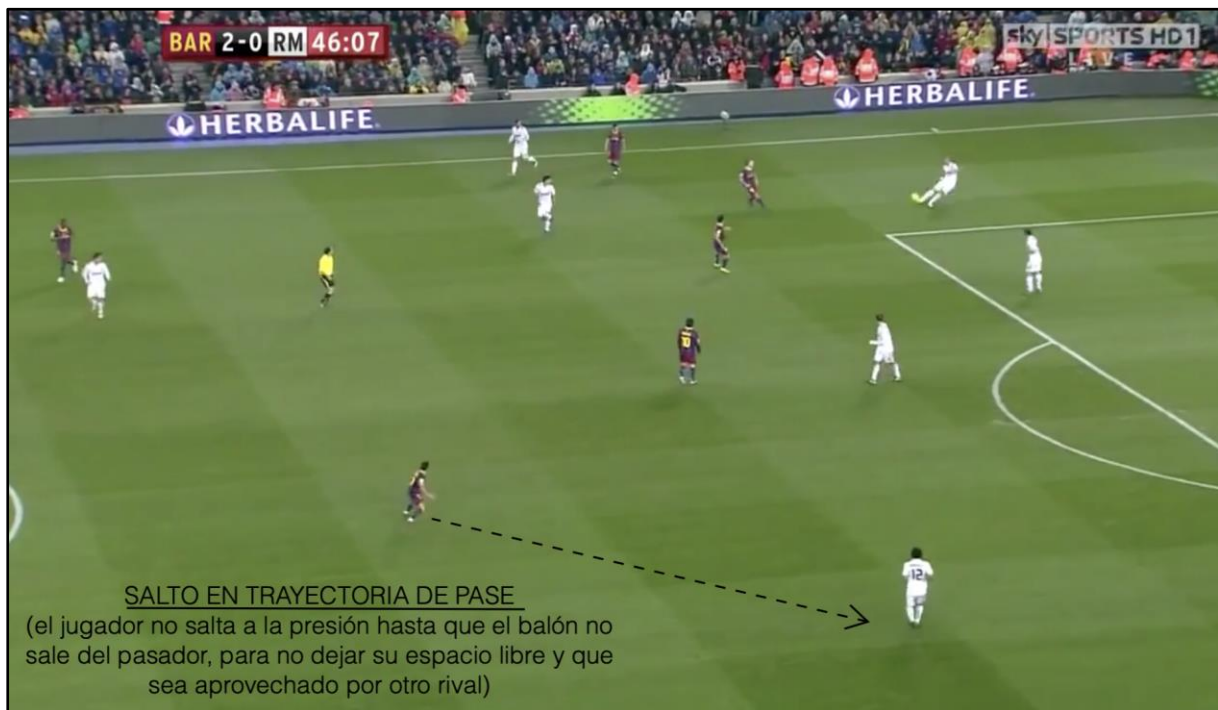 BAR 2-0 RM 46:07
sky SPORTS HD1
HERBALIFE.
HERBALIFE.
10
12
SALTO EN TRAYECTORIA DE PASE
(el jugador no salta a la presión hasta que el balón no
sale del pasador, para no dejar su espacio libre y que
sea aprovechado por otro rival)